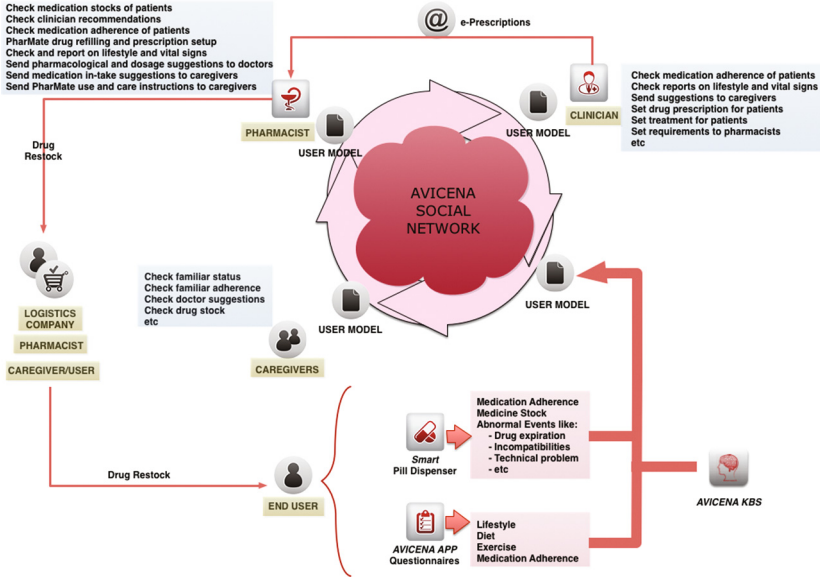 Check medication stocks of patients
Check clinician recommendations
Check medication adherence of patients
PharMate drug refilling and prescription setup
Check and report on lifestyle and vital signs
Send pharmacological and dosage suggestions to doctors
Send medication in-take suggestions to caregivers
Send PharMate use and care instructions to caregivers
@
e-Prescriptions
PHARMACIST
USER MODEL
USER MODEL
CLINICIAN
Check medication adherence of patients
Check reports on lifestyle and vital signs
Send suggestions to caregivers
Set drug prescription for patients
Set treatment for patients
Set requirements to pharmacists
etc
Drug
Restock
AVICENA
SOCIAL
NETWORK
LOGISTICS
COMPANY
PHARMACIST
CAREGIVER/USER
Check familiar status
Check familiar adherence
Check doctor suggestions
Check drug stock
etc
CAREGIVERS
USER MODEL
USER MODEL
Drug Restock
END USER
Smart
Pill Dispenser
Medication Adherence
Medicine Stock
Abnormal Events like:
- Drug expiration
- Incompatibilities
- Technical problem
- etc
AVICENA APP
Questionnaires
Lifestyle
Diet
Exercise
Medication Adherence
AVICENA KBS